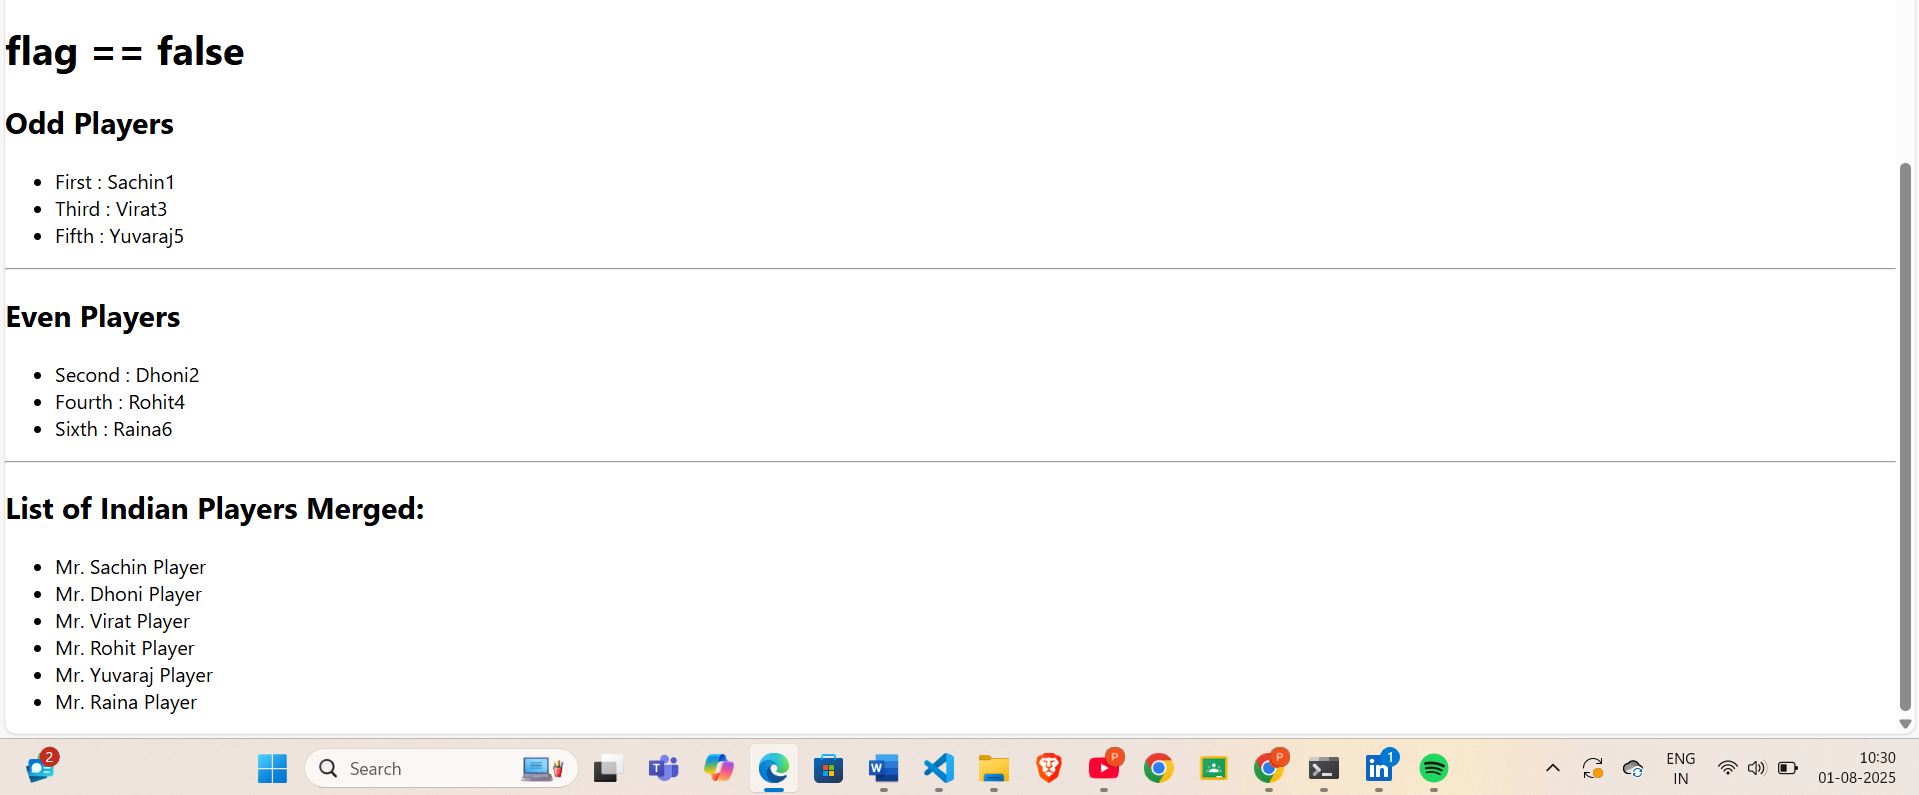 flag == false
Odd Players
First : Sachin1
Third : Virat3
Fifth : Yuvaraj5
Even Players
Second : Dhoni2
Fourth : Rohit4
Sixth : Raina6
List of Indian Players Merged:
Mr. Sachin Player
Mr. Dhoni Player
Mr. Virat Player
Mr. Rohit Player
Mr. Yuvaraj Player
Mr. Raina Player
2
Search
T
W
P
P
in
1
ENG
IN
10:30
01-08-2025